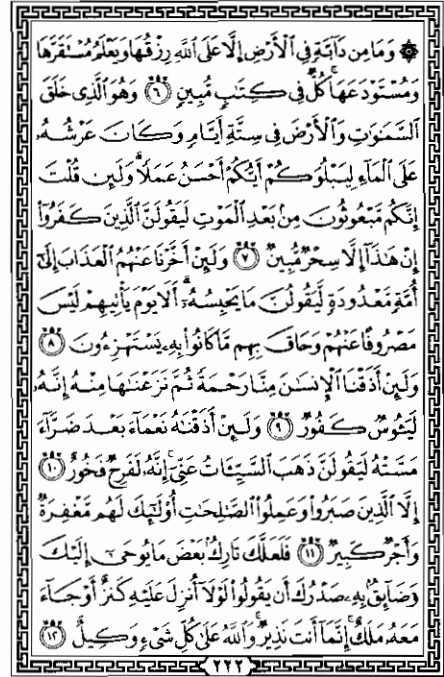 ۞ وَمَا مِن دَآبَّةٍ فِي ٱلْأَرْضِ إِلَّا عَلَى ٱللَّهِ رِزْقُهَا وَيَعْلَمُ مُسْتَقَرَّهَا
وَمُسْتَوْدَعَهَا ۚ كُلٌّ فِي كِتَٰبٍ مُّبِينٍ ٦ وَهُوَ ٱلَّذِي خَلَقَ
ٱلسَّمَٰوَٰتِ وَٱلْأَرْضَ فِي سِتَّةِ أَيَّامٍ وَكَانَ عَرْشُهُۥ
عَلَى ٱلْمَآءِ لِيَبْلُوَكُمْ أَيُّكُمْ أَحْسَنُ عَمَلًا ۗ وَلَئِن قُلْتَ
إِنَّكُم مَّبْعُوثُونَ مِنۢ بَعْدِ ٱلْمَوْتِ لَيَقُولَنَّ ٱلَّذِينَ كَفَرُوٓا۟
إِنْ هَٰذَآ إِلَّا سِحْرٌ مُّبِينٌ ٧ وَلَئِنْ أَخَّرْنَا عَنْهُمُ ٱلْعَذَابَ إِلَىٰٓ
أُمَّةٍ مَّعْدُودَةٍ لَّيَقُولُنَّ مَا يَحْبِسُهُۥٓ ۗ أَلَا يَوْمَ يَأْتِيهِمْ لَيْسَ
مَصْرُوفًا عَنْهُمْ وَحَاقَ بِهِم مَّا كَانُوا۟ بِهِۦ يَسْتَهْزِءُونَ ٨
وَلَئِنْ أَذَقْنَا ٱلْإِنسَٰنَ مِنَّا رَحْمَةً ثُمَّ نَزَعْنَٰهَا مِنْهُ إِنَّهُۥ
لَيَـُٔوسٌ كَفُورٌ ٩ وَلَئِنْ أَذَقْنَٰهُ نَعْمَآءَ بَعْدَ ضَرَّآءَ
مَسَّتْهُ لَيَقُولَنَّ ذَهَبَ ٱلسَّيِّـَٔاتُ عَنِّيٓ ۚ إِنَّهُۥ لَفَرِحٌ فَخُورٌ ١٠
إِلَّا ٱلَّذِينَ صَبَرُوا۟ وَعَمِلُوا۟ ٱلصَّٰلِحَٰتِ أُو۟لَٰٓئِكَ لَهُم مَّغْفِرَةٌ
وَأَجْرٌ كَبِيرٌ ١١ فَلَعَلَّكَ تَارِكٌۢ بَعْضَ مَا يُوحَىٰٓ إِلَيْكَ
وَضَآئِقٌۢ بِهِۦ صَدْرُكَ أَن يَقُولُوا۟ لَوْلَآ أُنزِلَ عَلَيْهِ كَنزٌ أَوْ جَآءَ
مَعَهُۥ مَلَكٌ ۚ إِنَّمَآ أَنتَ نَذِيرٌ ۚ وَٱللَّهُ عَلَىٰ كُلِّ شَيْءٍ وَكِيلٌ ١٢
٢٢٢